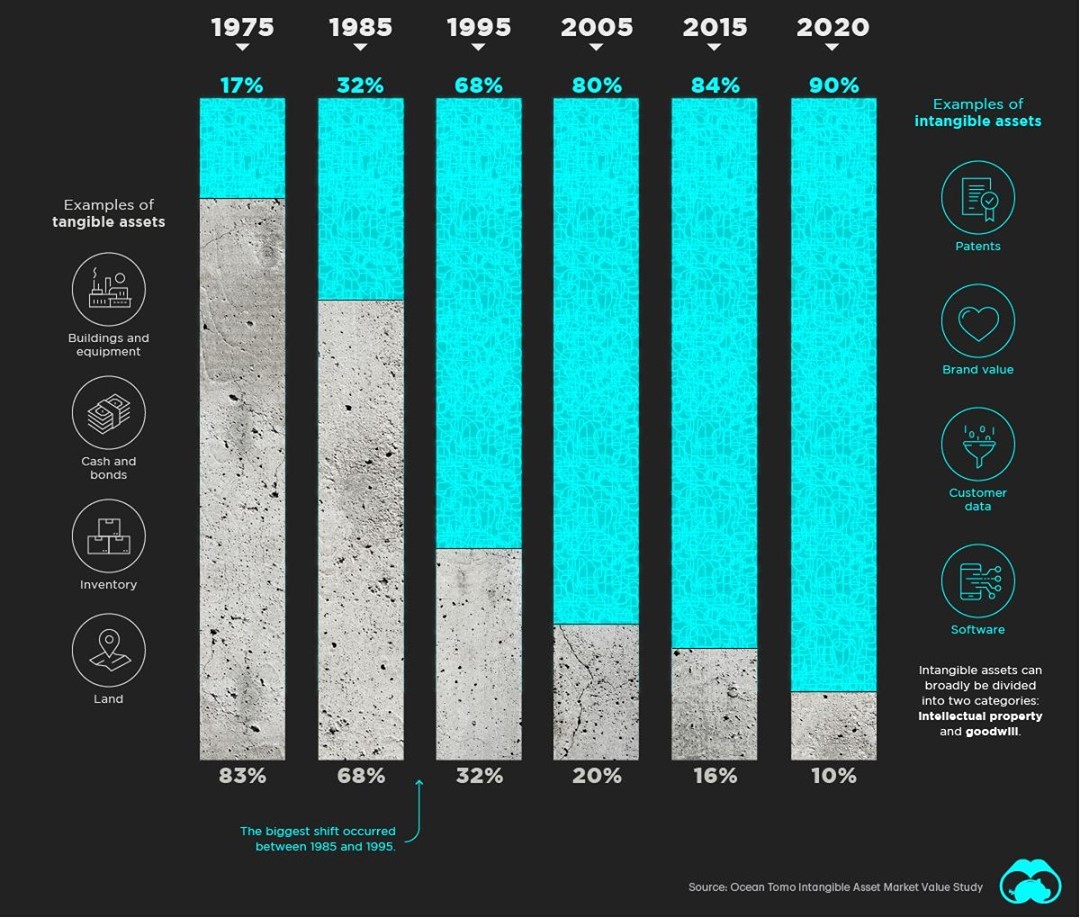 1975
1985
1995
2005
2015
2020
17%
32%
68%
80%
84%
90%
Examples of
tangible assets
Buildings and
equipment
Cash and
bonds
Inventory
Land
Examples of
intangible assets
Patents
Brand value
Customer
data
Software
Intangible assets can
broadly be divided
into two categories:
intellectual property
and goodwill.
83%
68%
32%
20%
16%
10%
The biggest shift occurred
between 1985 and 1995.
Source: Ocean Tomo Intangible Asset Market Value Study